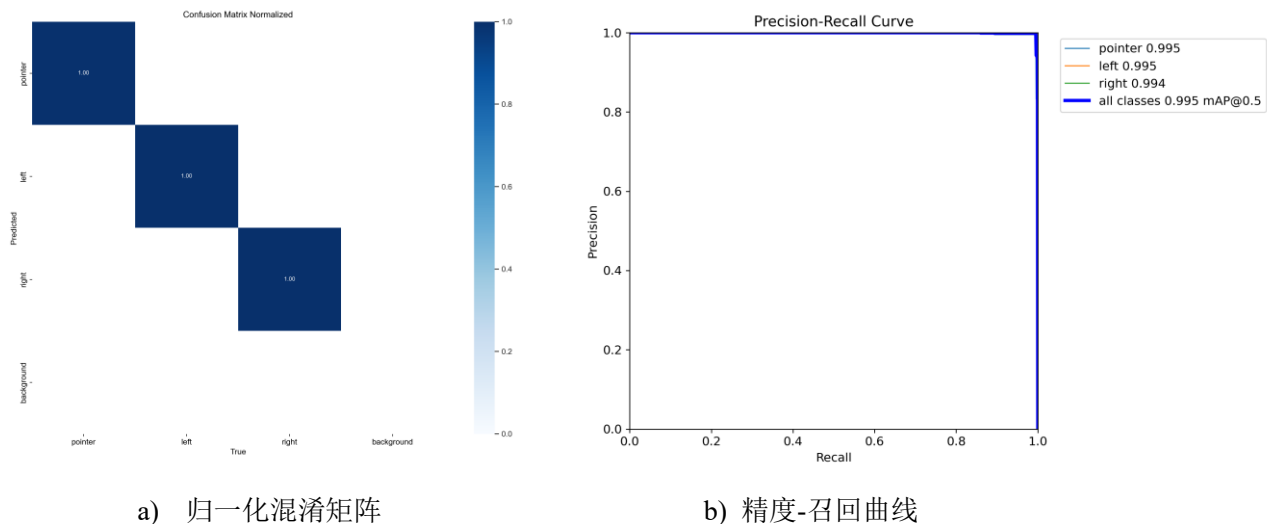 Confusion Matrix Normalized
pointer
left
right
background
Predicted
1.00
1.00
1.00
pointer left right background
True
1.0
0.8
0.6
0.4
0.2
0.0
Precision-Recall Curve
1.0
0.8
0.6
0.4
0.2
0.0
Precision
0.0 0.2 0.4 0.6 0.8 1.0
Recall
pointer 0.995
left 0.995
right 0.994
all classes 0.995 mAP@0.5
a) 归一化混淆矩阵
b) 精度-召回曲线